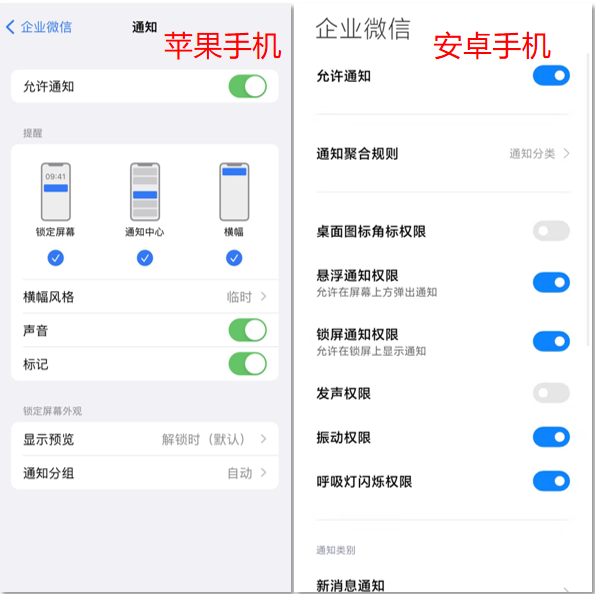 企业微信
通知
苹果手机
允许通知
提醒
09:41
锁定屏幕
通知中心
横幅
横幅风格
临时
声音
标记
锁定屏幕外观
显示预览
解锁时（默认）
通知分组
自动
企业微信
安卓手机
允许通知
通知聚合规则
通知分类
桌面图标角标权限
悬浮通知权限
允许在屏幕上方弹出通知
锁屏通知权限
允许在锁屏上显示通知
发声权限
振动权限
呼吸灯闪烁权限
通知类别
新消息通知